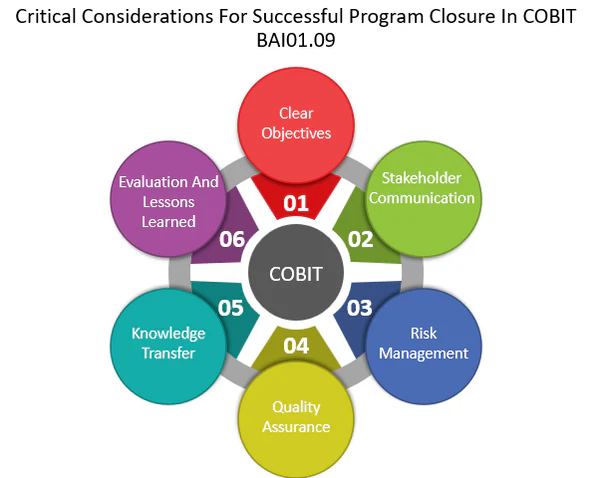 Critical Considerations For Successful Program Closure In COBIT
BAI01.09
Clear
Objectives
01
Stakeholder
Communication
02
Risk
Management
03
Quality
Assurance
04
Knowledge
Transfer
05
Evaluation And
Lessons
Learned
06
COBIT